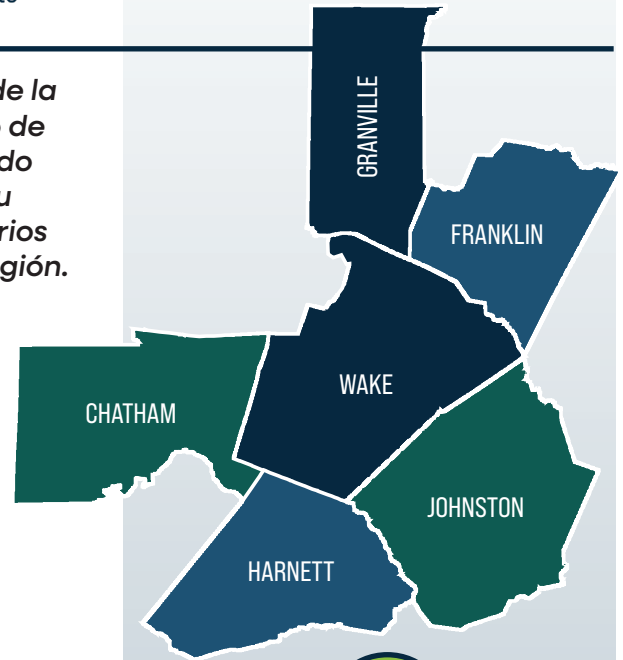 de la
de
do
u
rios
gión.
GRANVILLE
FRANKLIN
WAKE
CHATHAM
JOHNSTON
HARNETT